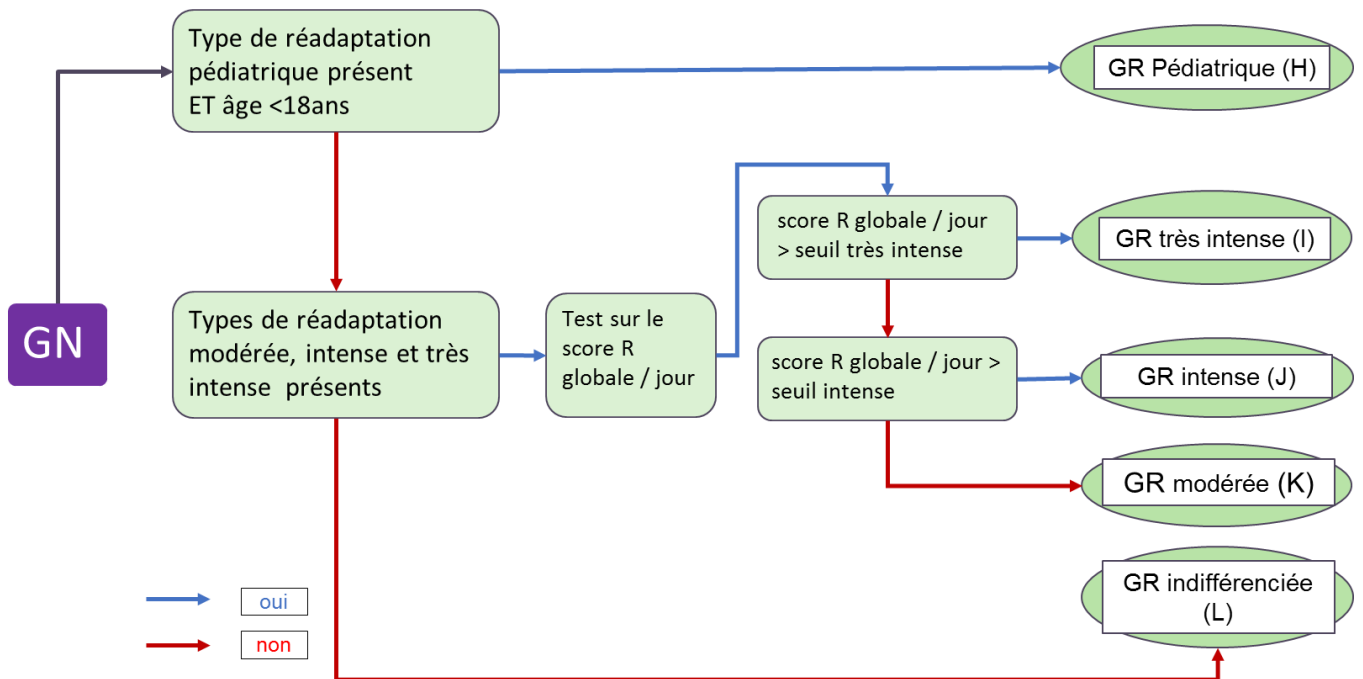 Type de réadaptation
pédiatrique présent
ET âge <18ans
GR Pédiatrique (H)
score R globale / jour
> seuil très intense
GR très intense (I)
GN
Types de réadaptation
modérée, intense et très
intense présents
Test sur le
score R
globale / jour
score R globale / jour >
seuil intense
GR intense (J)
GR modérée (K)
GR indifférenciée
(L)
oui
non